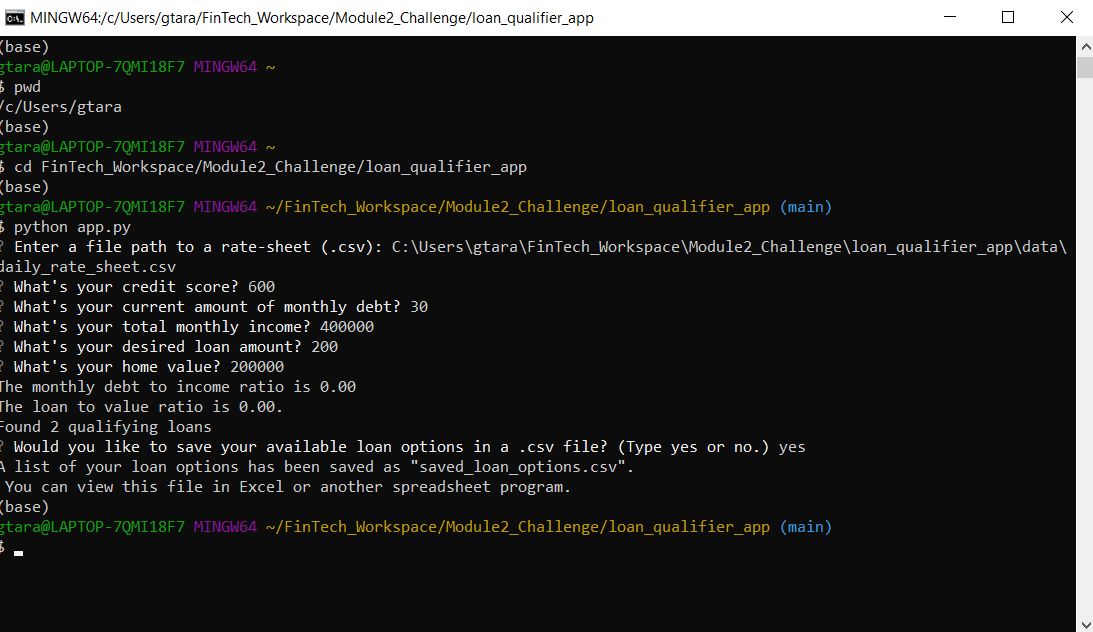 MINGW64:/c/Users/gtara/FinTech_Workspace/Module2_Challenge/loan_qualifier_app
(base)
gtara@LAPTOP-7QMI18F7 MINGW64 ~
$ pwd
/c/Users/gtara
(base)
gtara@LAPTOP-7QMI18F7 MINGW64 ~
$ cd FinTech_Workspace/Module2_Challenge/loan_qualifier_app
(base)
gtara@LAPTOP-7QMI18F7 MINGW64 ~/FinTech_Workspace/Module2_Challenge/loan_qualifier_app (main)
$ python app.py
? Enter a file path to a rate-sheet (.csv): C:\Users\gtara\FinTech_Workspace\Module2_Challenge\loan_qualifier_app\data\
daily_rate_sheet.csv
? What's your credit score? 600
? What's your current amount of monthly debt? 30
? What's your total monthly income? 400000
? What's your desired loan amount? 200
? What's your home value? 200000
The monthly debt to income ratio is 0.00
The loan to value ratio is 0.00.
Found 2 qualifying loans
? Would you like to save your available loan options in a .csv file? (Type yes or no.) yes
A list of your loan options has been saved as "saved_loan_options.csv".
 You can view this file in Excel or another spreadsheet program.
(base)
gtara@LAPTOP-7QMI18F7 MINGW64 ~/FinTech_Workspace/Module2_Challenge/loan_qualifier_app (main)
$